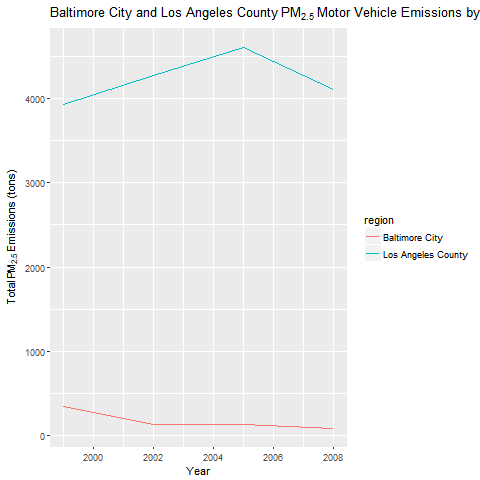 Baltimore City and Los Angeles County PM2.5 Motor Vehicle Emissions by
Total PM2.5 Emissions (tons)
4000
3000
2000
1000
0
2000 2002 2004 2006 2008
Year
region
Baltimore City
Los Angeles County